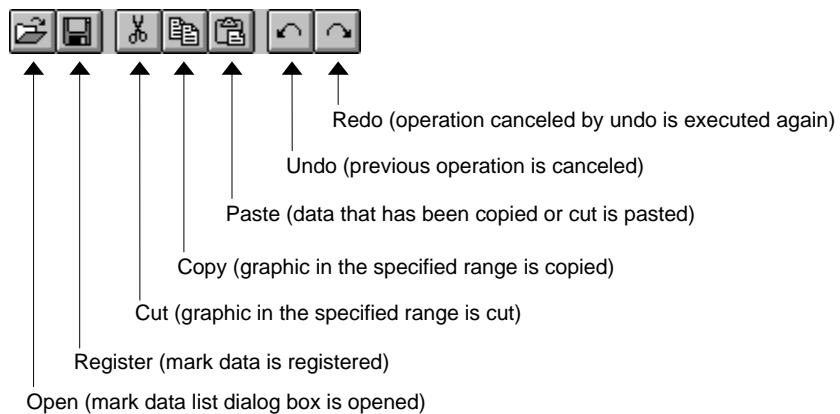 Redo (operation canceled by undo is executed again)
Undo (previous operation is canceled)
Paste (data that has been copied or cut is pasted)
Copy (graphic in the specified range is copied)
Cut (graphic in the specified range is cut)
Register (mark data is registered)
Open (mark data list dialog box is opened)